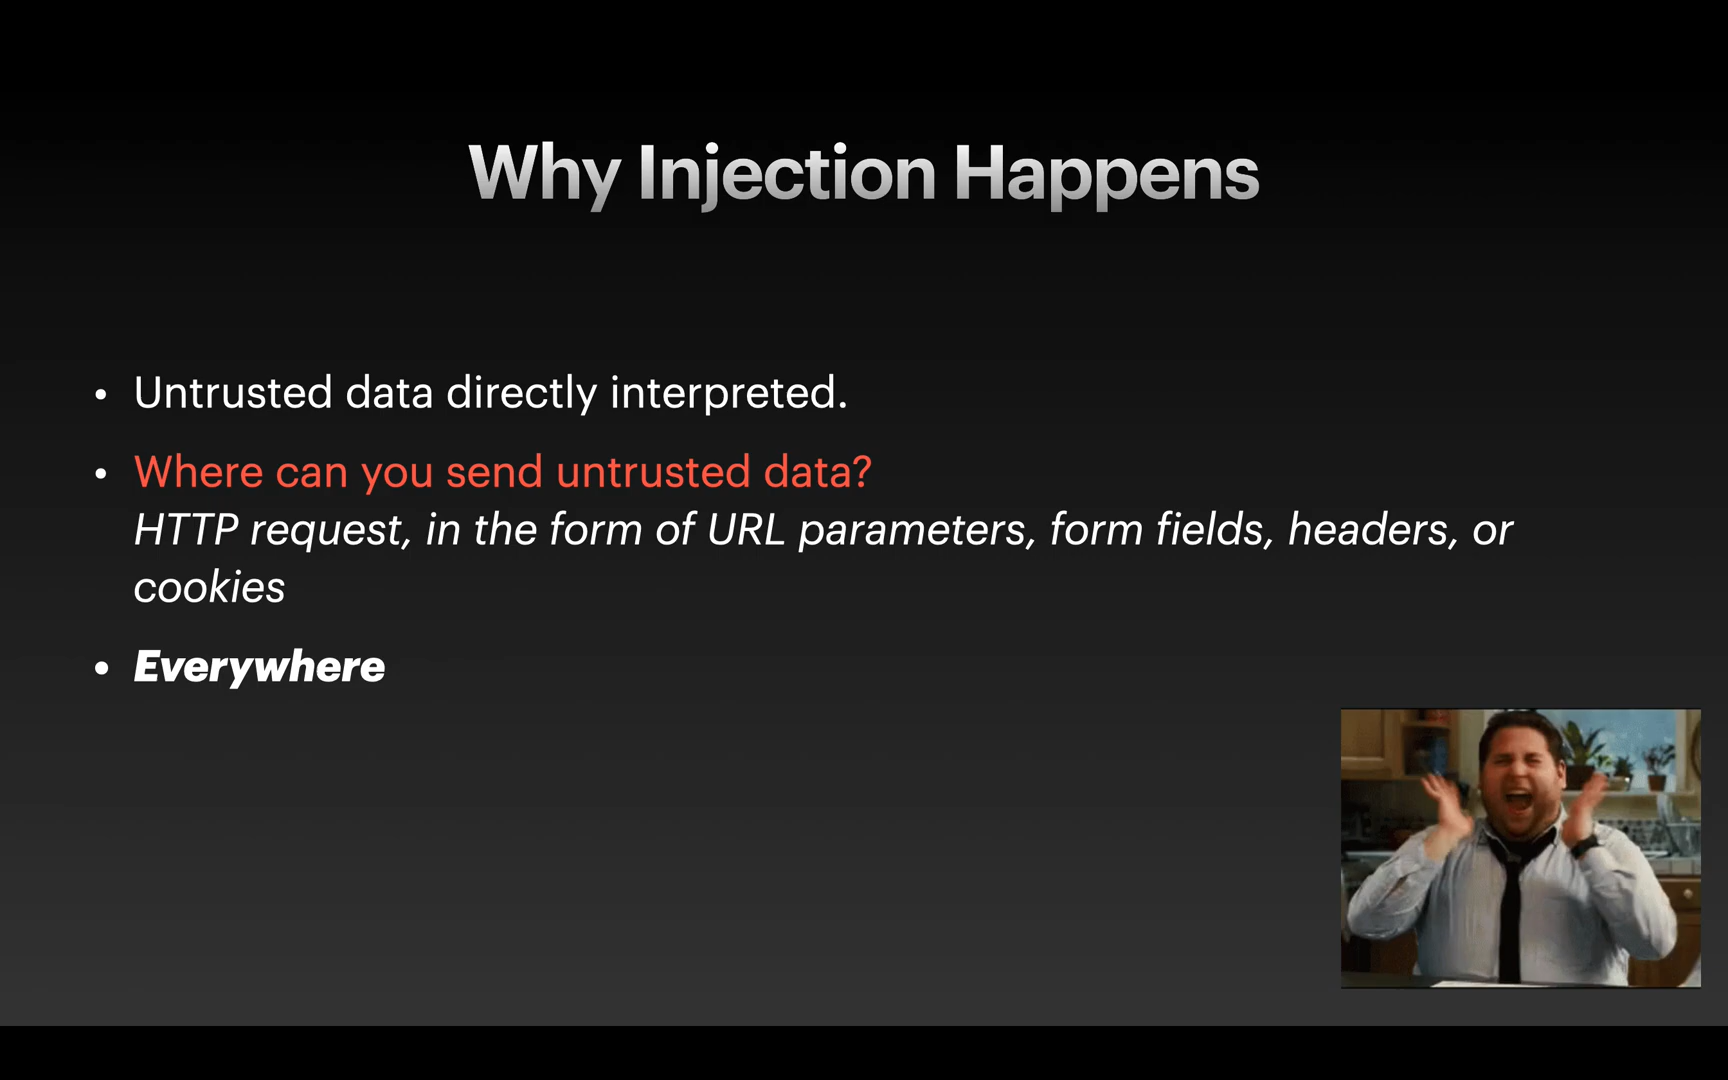 Why Injection Happens
• Untrusted data directly interpreted.
• Where can you send untrusted data?
HTTP request, in the form of URL parameters, form fields, headers, or
cookies
• Everywhere